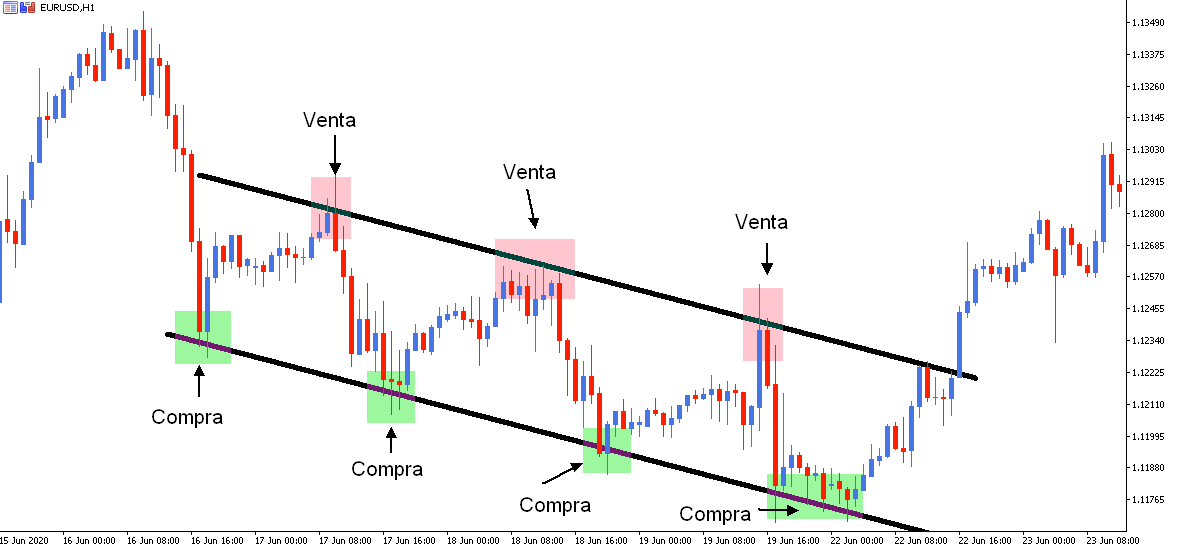 EURUSD,H1
1.13490
1.13375
Venta
1.13260
1.13145
Venta
1.13030
1.12915
Venta
1.12800
1.12685
1.12570
1.12455
1.12340
1.12225
Compra
1.12110
Compra
1.11995
Compra
1.11880
Compra
1.11765
15 Jun 2020
16 Jun 00:00
16 Jun 08:00
16 Jun 16:00
17 Jun 00:00
17 Jun 08:00
17 Jun 16:00
18 Jun 00:00
18 Jun 08:00
18 Jun 16:00
19 Jun 00:00
19 Jun 08:00
19 Jun 16:00
22 Jun 00:00
22 Jun 08:00
22 Jun 16:00
23 Jun 00:00
23 Jun 08:00